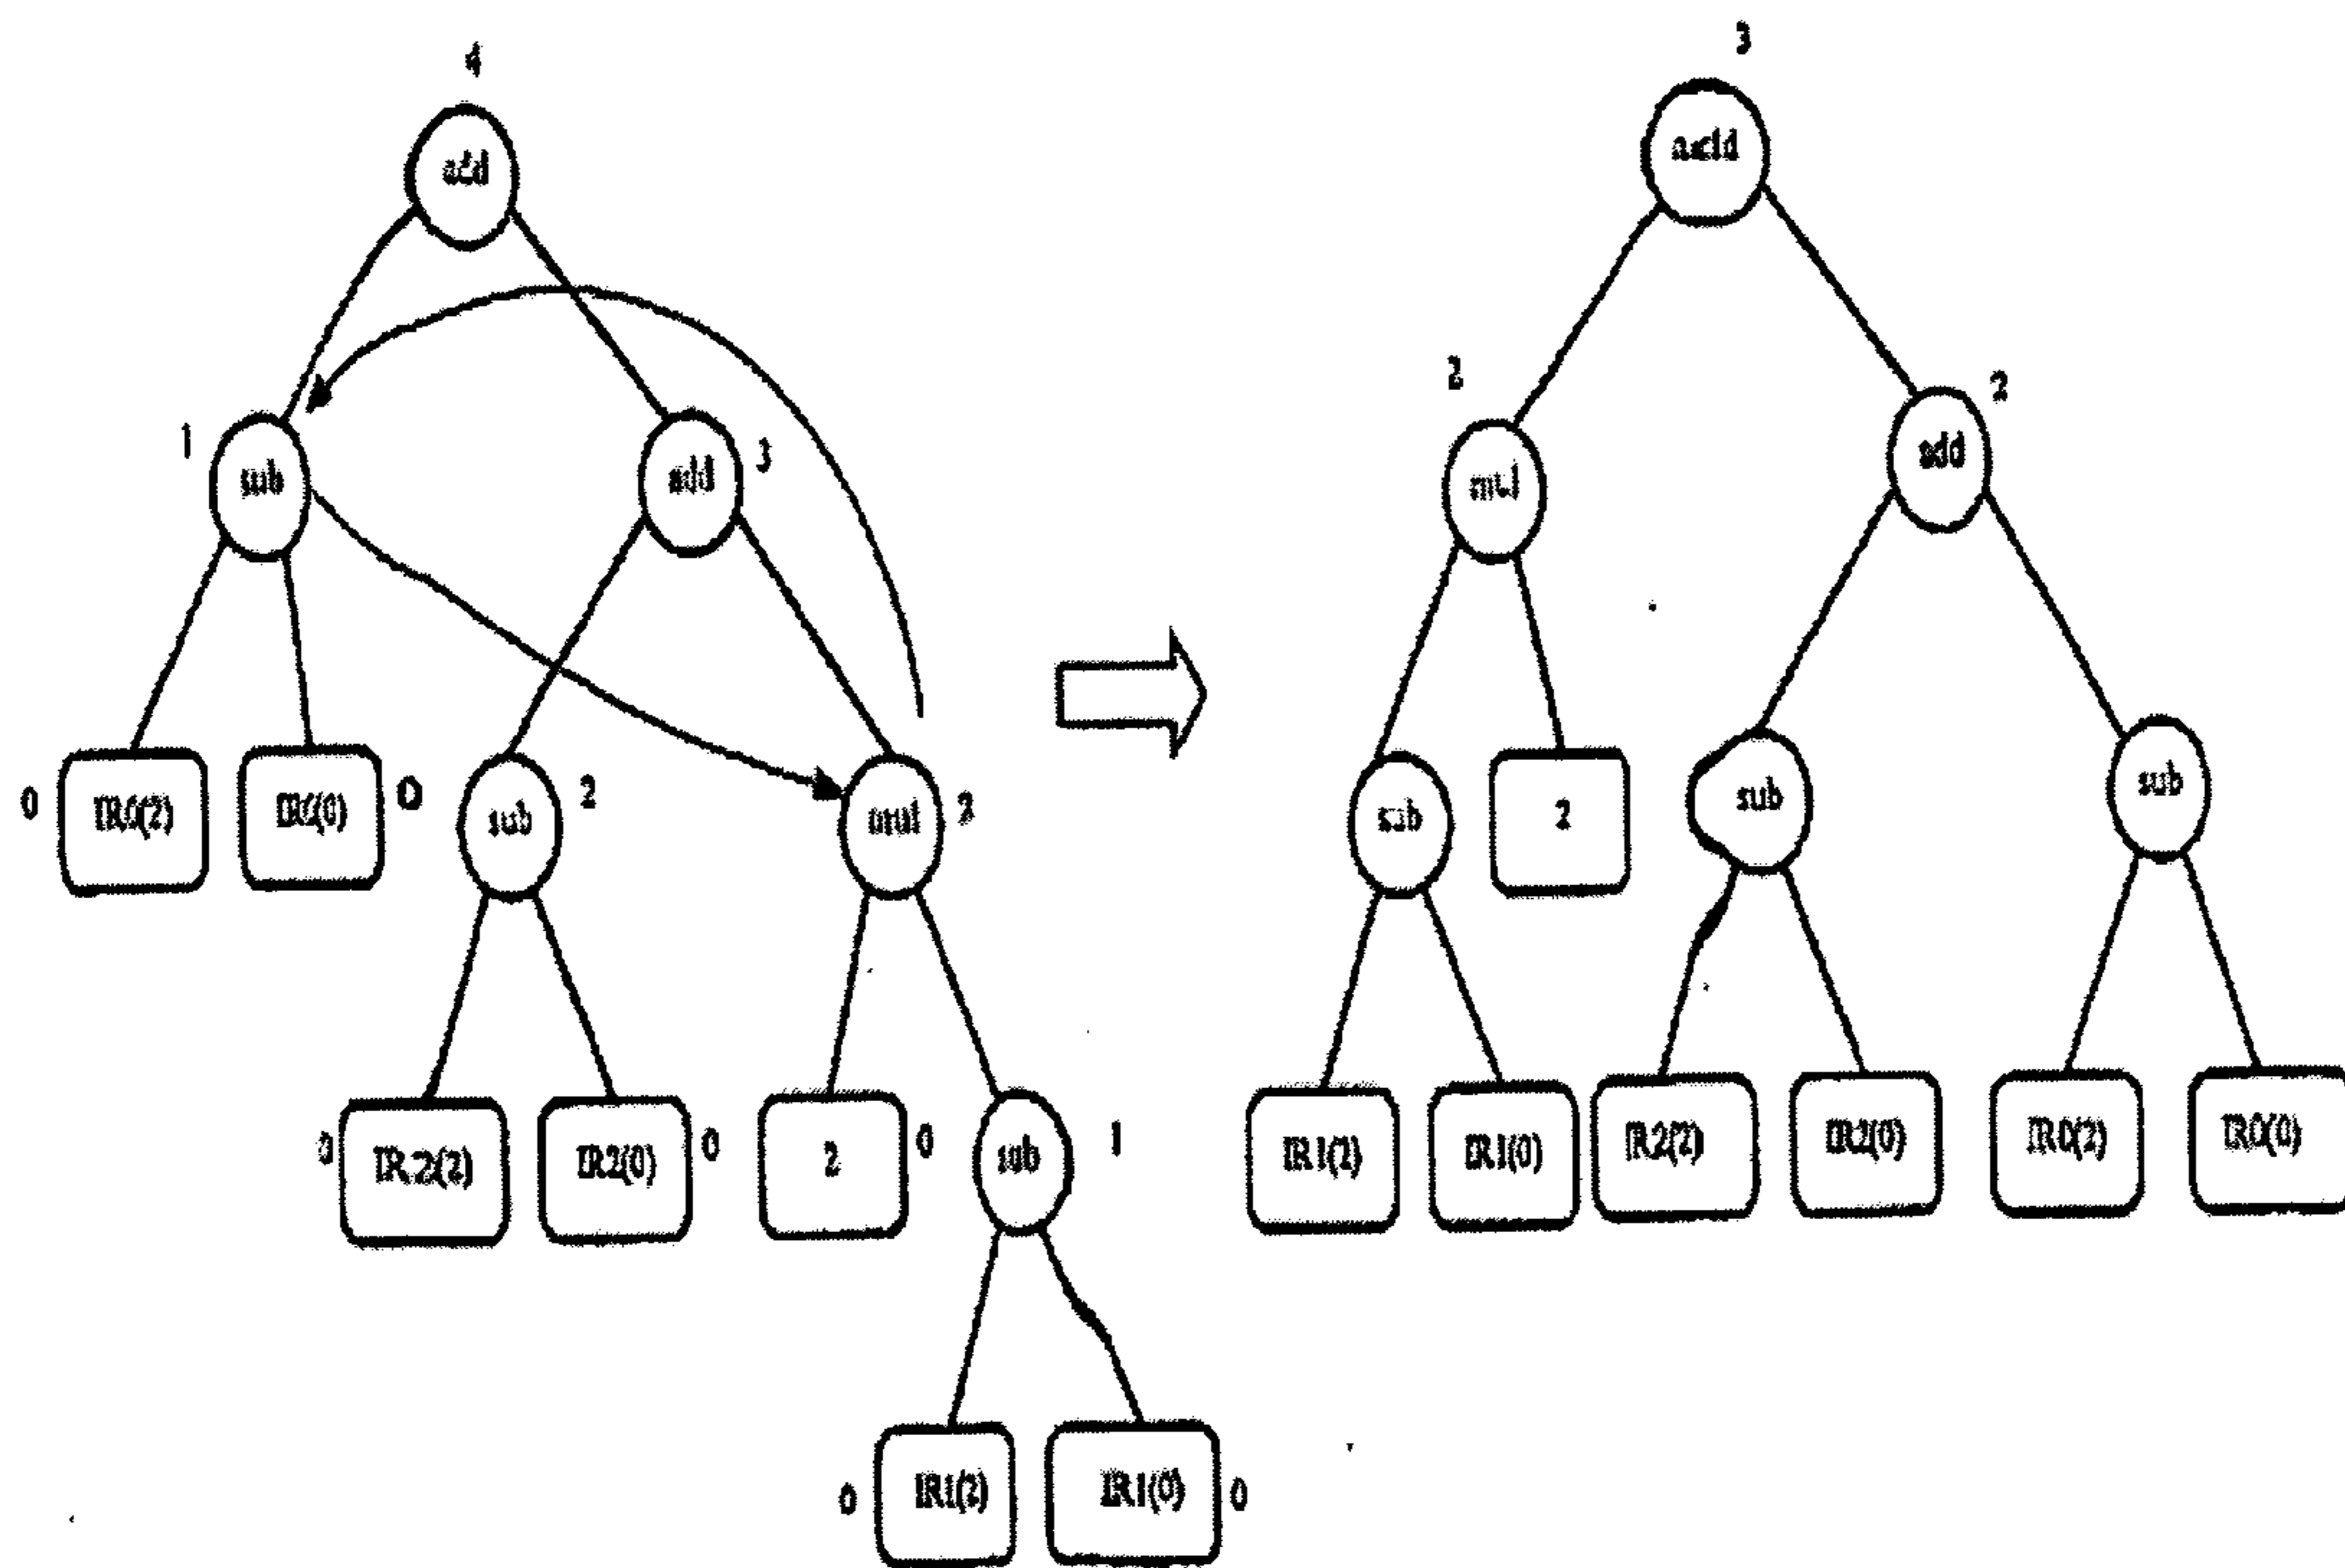 4
3
add
add
2
2
1
sub
add
3
mul
add
0
IR0(2)
IR0(0)
0
sub
2
mul
2
sub
2
sub
sub
0
IR2(2)
IR2(0)
0
2
0
sub
1
IR1(2)
IR1(0)
IR2(2)
IR2(0)
IR0(2)
IR0(0)
0
IR1(2)
IR1(0)
0